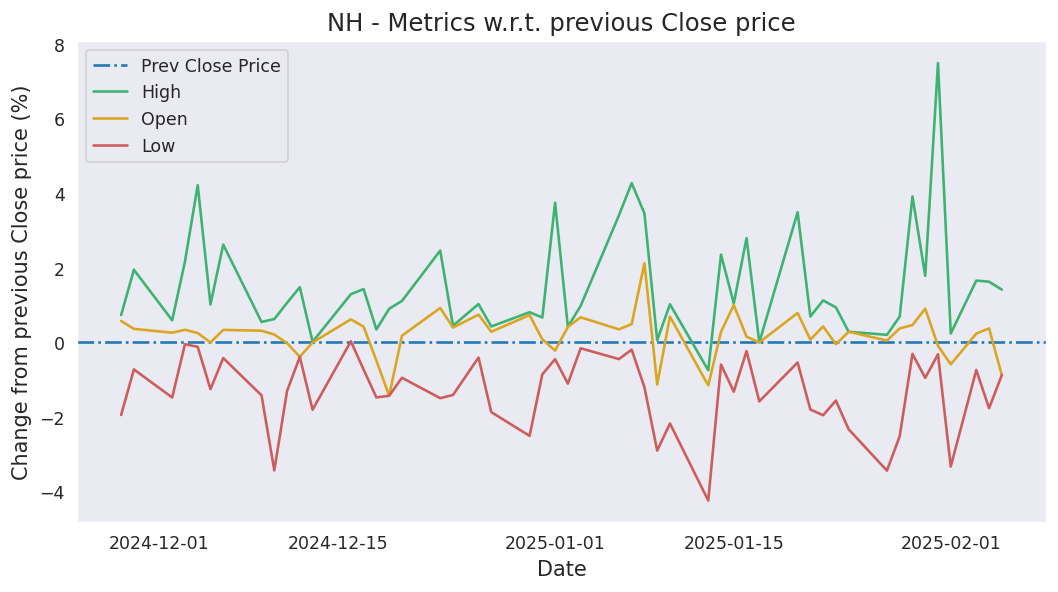 NH - Metrics w.r.t. previous Close price
Change from previous Close price (%)
8
6
4
2
0
−2
−4
Prev Close Price
High
Open
Low
2024-12-01
2024-12-15
2025-01-01
2025-01-15
2025-02-01
Date